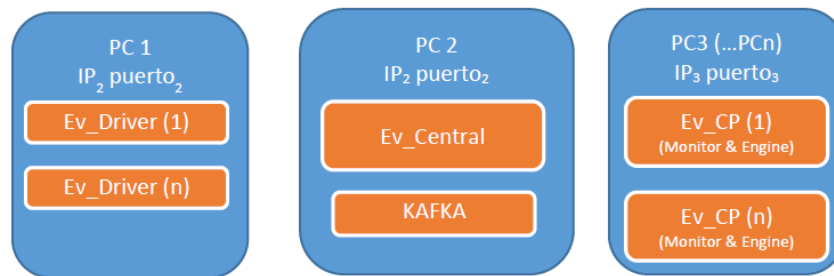 PC 1
IP₂ puerto₂
Ev_Driver (1)
Ev_Driver (n)
PC 2
IP₂ puerto₂
Ev_Central
KAFKA
PC3 (...PCn)
IP₃ puerto₃
Ev_CP (1)
(Monitor & Engine)
Ev_CP (n)
(Monitor & Engine)